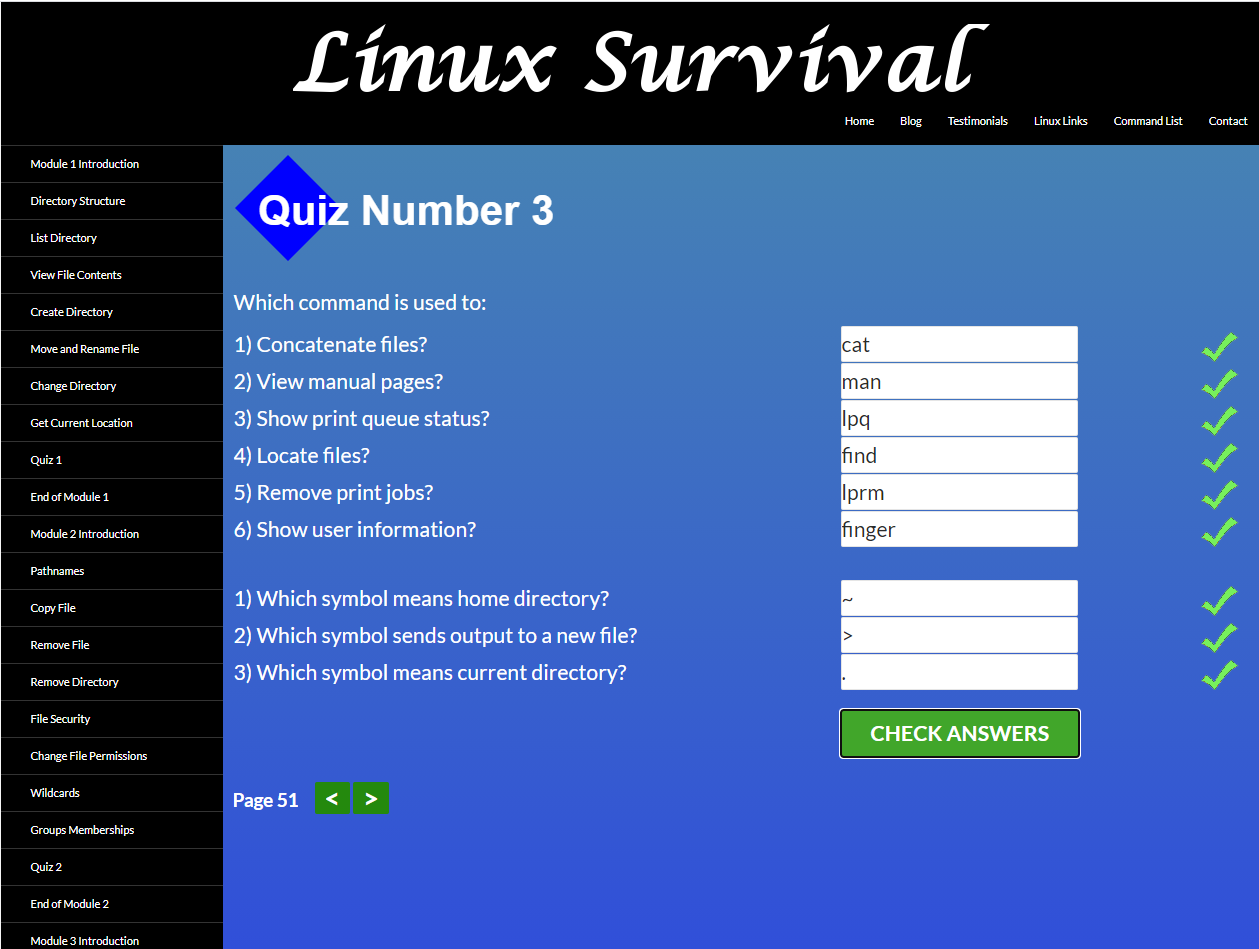 Linux Survival
Home Blog Testimonials Linux Links Command List Contact
Module 1 Introduction
Directory Structure
List Directory
View File Contents
Create Directory
Move and Rename File
Change Directory
Get Current Location
Quiz 1
End of Module 1
Module 2 Introduction
Pathnames
Copy File
Remove File
Remove Directory
File Security
Change File Permissions
Wildcards
Groups Memberships
Quiz 2
End of Module 2
Module 3 Introduction
Quiz Number 3
Which command is used to:
1) Concatenate files? cat
2) View manual pages? man
3) Show print queue status? lpq
4) Locate files? find
5) Remove print jobs? lprm
6) Show user information? finger
1) Which symbol means home directory? ~
2) Which symbol sends output to a new file? >
3) Which symbol means current directory? .
CHECK ANSWERS
Page 51 < >